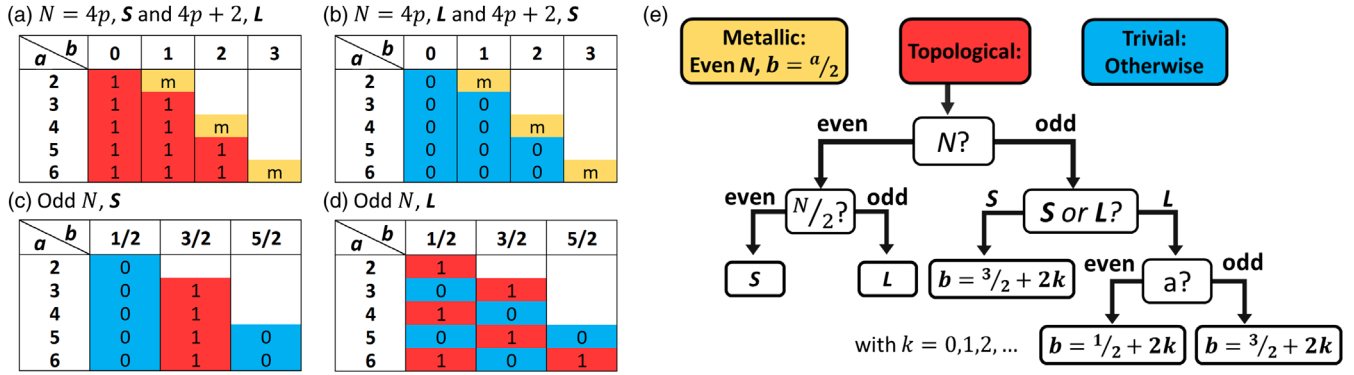 (a) N = 4p, S and 4p + 2, L
a b 0 1 2 3
2 1 m
3 1 1
4 1 1 m
5 1 1 1
6 1 1 1 m
(b) N = 4p, L and 4p + 2, S
a b 0 1 2 3
2 0 m
3 0 0
4 0 0 m
5 0 0 0
6 0 0 0 m
(c) Odd N, S
a b 1/2 3/2 5/2
2 0
3 0 1
4 0 1
5 0 1 0
6 0 1 0
(d) Odd N, L
a b 1/2 3/2 5/2
2 1
3 0 1
4 1 0
5 0 1 0
6 1 0 1
(e)
Metallic:
Even N, b = a/2
Topological:
Trivial:
Otherwise
even N? odd
even N/2? odd
S S or L? L
S L b = 3/2 + 2k
even a? odd
with k = 0,1,2, ... b = 1/2 + 2k b = 3/2 + 2k